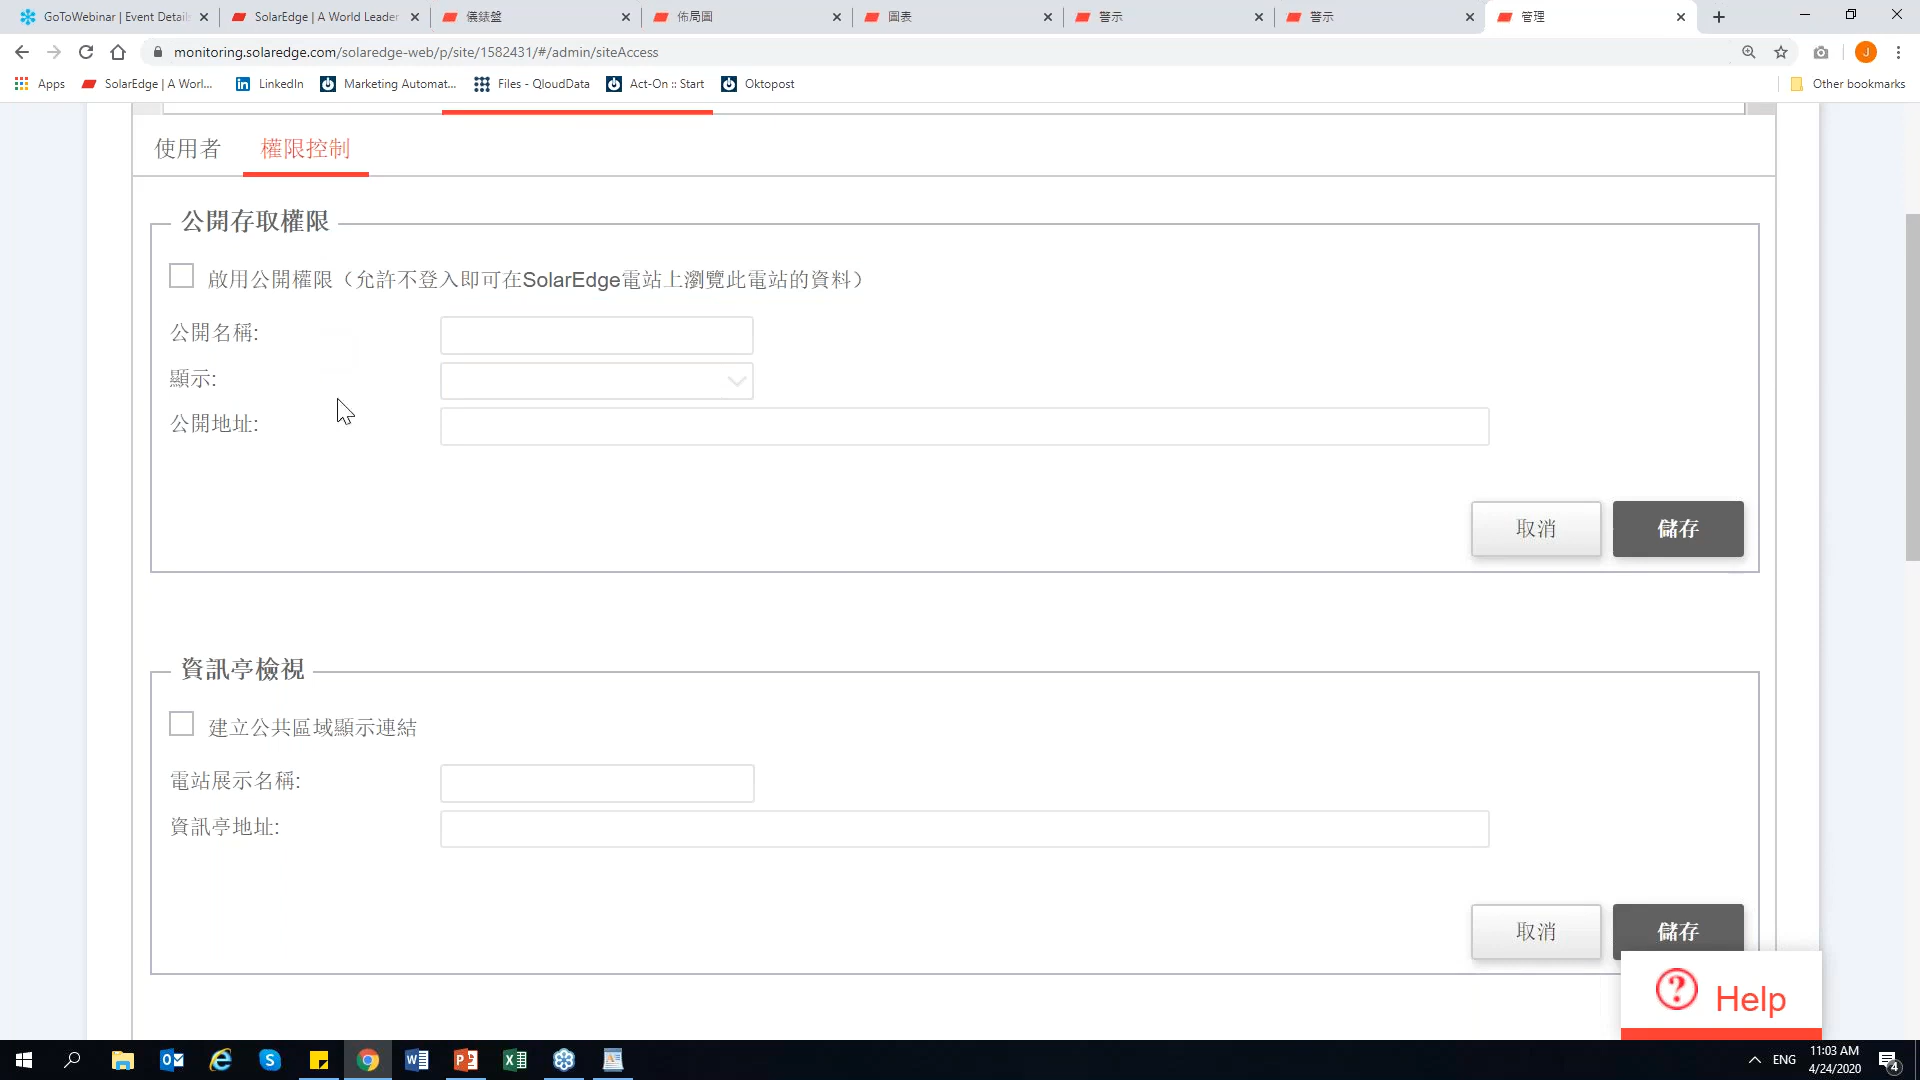 GoToWebinar | Event Detail
SolarEdge | A World Leader
儀錶盤
佈局圖
圖表
警示
警示
管理
monitoring.solaredge.com/solaredge-web/p/site/1582431/#/admin/siteAccess
J
Apps
SolarEdge | A Worl...
LinkedIn
Marketing Automat...
Files - QloudData
Act-On :: Start
Oktopost
Other bookmarks
使用者
權限控制
公開存取權限
啟用公開權限（允許不登入即可在SolarEdge電站上瀏覽此電站的資料）
公開名稱:
顯示:
公開地址:
取消
儲存
資訊亭檢視
建立公共區域顯示連結
電站展示名稱:
資訊亭地址:
取消
儲存
Help
ENG
11:03 AM
4/24/2020
4